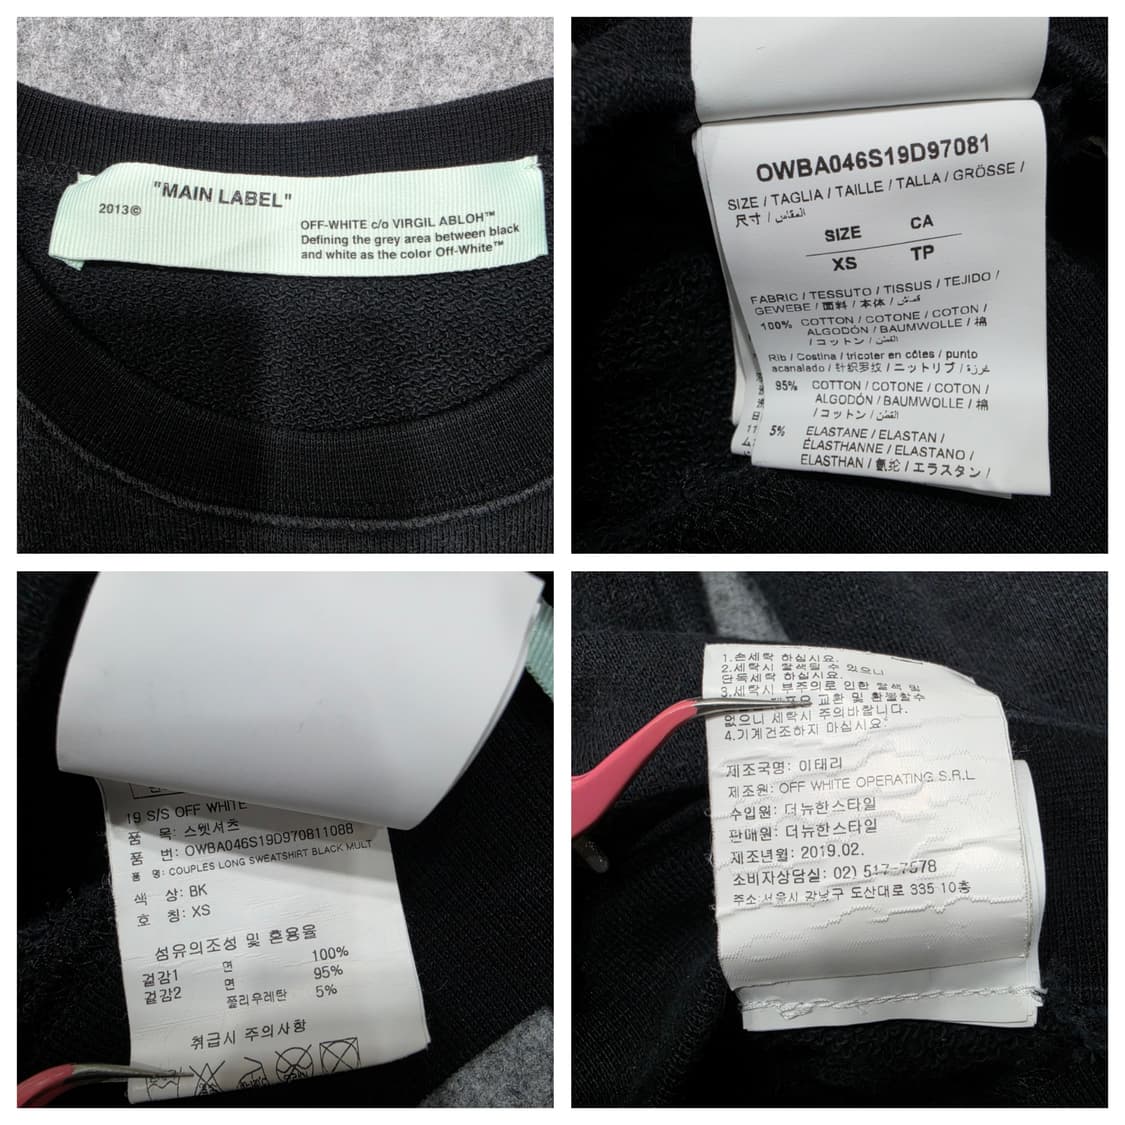 "MAIN LABEL"
2013©
OFF-WHITE c/o VIRGIL ABLOH™
Defining the grey area between black
and white as the color Off-White™
OWBA046S19D97081
SIZE / TAGLIA / TAILLE / TALLA / GRÖSSE /
尺寸 / المقاس /
SIZE CA
XS TP
FABRIC / TESSUTO / TISSUS / TEJIDO /
GEWEBE / 面料 / 本体 / قماش /
100% COTTON / COTONE / COTON /
ALGODÓN / BAUMWOLLE / 棉
/ コットン / القطن /
Rib / Costina / tricoter en côtes / punto
acanalado / 针织罗纹 / ニットリブ / غرزة /
95% COTTON / COTONE / COTON /
ALGODÓN / BAUMWOLLE / 棉
/ コットン / القطن /
5% ELASTANE / ELASTAN /
ÉLASTHANNE / ELASTANO /
ELASTHAN / 氨纶 / エラスタン /
19 S/S OFF WHITE
품 목: 스웻셔츠
품 번: OWBA046S19D970811088
품 명: COUPLES LONG SWEATSHIRT BLACK MULT
색 상: BK
호 칭: XS
섬유의조성 및 혼용율
겉감1 면 100%
겉감2 면 95%
폴리우레탄 5%
취급시 주의사항
1.손세탁 하십시요.
2.세탁시 탈색될 수 있으니
단독세탁 하십시요.
3.세탁시 부주의로 인한 탈색 및
교환 및 환불할수
없으니 세탁시 주의바랍니다.
4.기계건조하지 마십시요.
제조국명: 이태리
제조원: OFF WHITE OPERATING S.R.L
수입원: 더뉴한스타일
판매원: 더뉴한스타일
제조년월: 2019.02.
소비자상담실: 02) 517-7578
주소:서울시 강남구 도산대로 335 10층